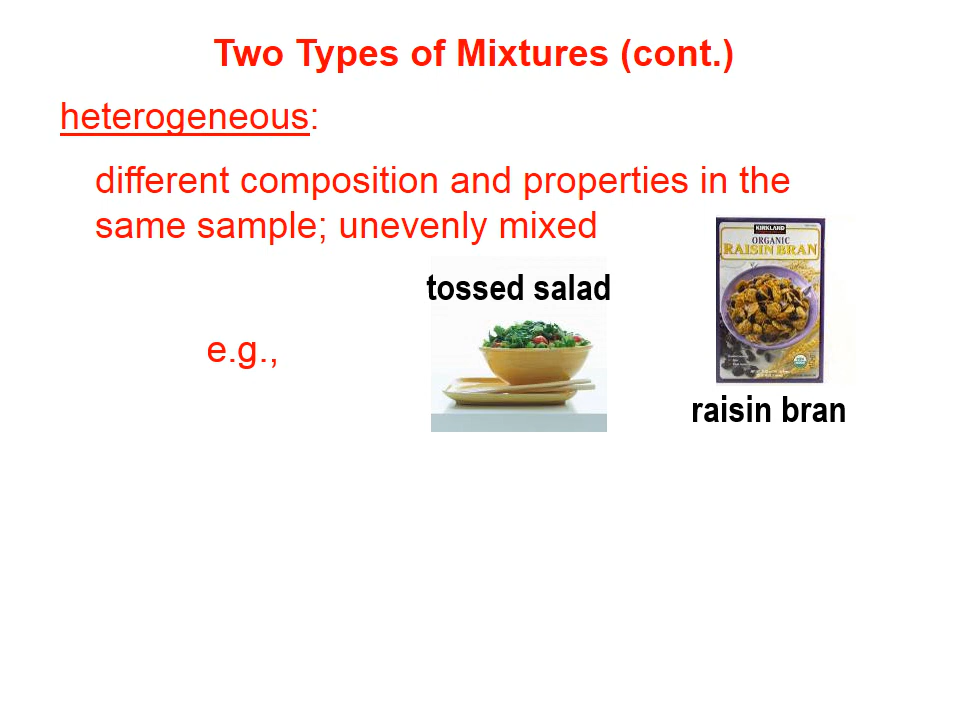 Two Types of Mixtures (cont.)
heterogeneous:
different composition and properties in the
same sample; unevenly mixed
tossed salad
e.g.,
KIRKLAND
ORGANIC
RAISIN BRAN
raisin bran